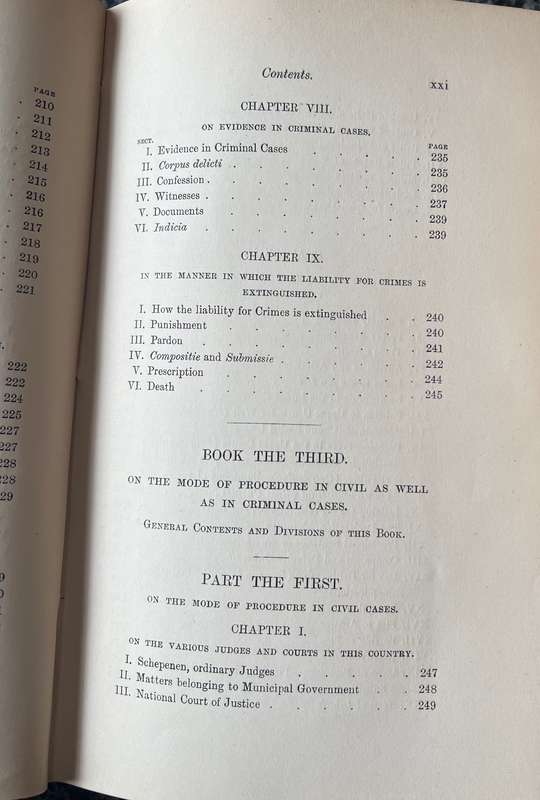 PAGE
. 210
. 211
. 212
. 213
. 214
. 215
. 216
. 216
. 217
. 218
. 219
. 220
. 221
222
222
224
225
227
227
228
228
229
Contents. xxi
CHAPTER VIII.
ON EVIDENCE IN CRIMINAL CASES.
SECT. PAGE
I. Evidence in Criminal Cases . . . . . 235
II. Corpus delicti . . . . . . . . 235
III. Confession . . . . . . . . . 236
IV. Witnesses . . . . . . . . . 237
V. Documents . . . . . . . . 239
VI. Indicia . . . . . . . . . 239
CHAPTER IX.
IN THE MANNER IN WHICH THE LIABILITY FOR CRIMES IS
EXTINGUISHED.
I. How the liability for Crimes is extinguished . . 240
II. Punishment . . . . . . . . 240
III. Pardon . . . . . . . . . 241
IV. Compositie and Submissie . . . . . . 242
V. Prescription . . . . . . . . 244
VI. Death . . . . . . . . . 245
BOOK THE THIRD.
ON THE MODE OF PROCEDURE IN CIVIL AS WELL
AS IN CRIMINAL CASES.
GENERAL CONTENTS AND DIVISIONS OF THIS BOOK.
PART THE FIRST.
ON THE MODE OF PROCEDURE IN CIVIL CASES.
CHAPTER I.
ON THE VARIOUS JUDGES AND COURTS IN THIS COUNTRY.
I. Schepenen, ordinary Judges . . . . . 247
II. Matters belonging to Municipal Government . . 248
III. National Court of Justice . . . . . . 249